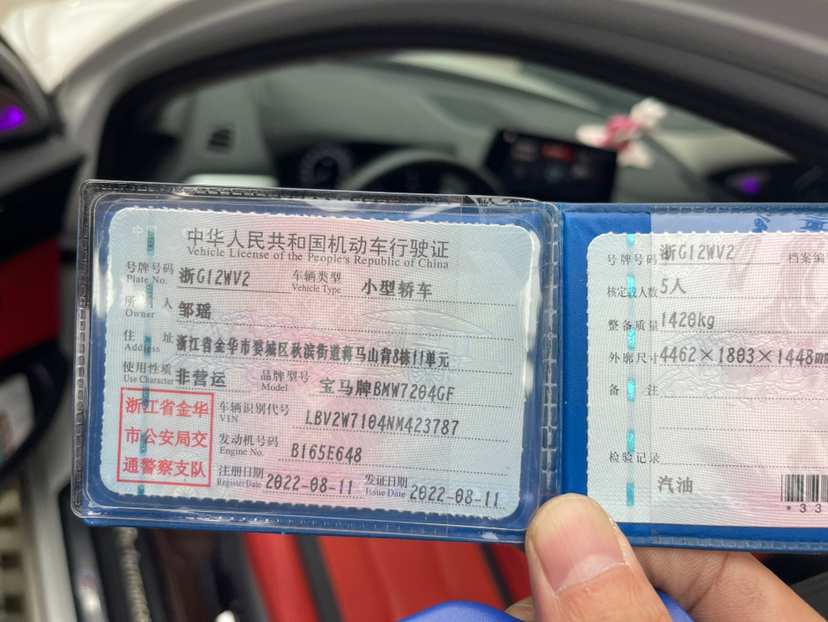 中华人民共和国机动车行驶证
Vehicle License of the People's Republic of China
号牌号码 浙G12WV2 车辆类型 小型轿车
Plate No. Vehicle Type
所 人 邹瑶
Owner
住 址 浙江省金华市婺城区秋滨街道蒋马山背8栋11单元
Address
使用性质 非营运 品牌型号 宝马牌BMW7204GF
Use Character Model
浙江省金华
市公安局交
通警察支队
车辆识别代号 LBV2W7104NM423787
VIN
发动机号码 B165E648
Engine No.
注册日期 2022-08-11 发证日期 2022-08-11
Register Date Issue Date
号牌号码 浙G12WV2 档案编
核定 人数 5人
整备质量 1420kg
外廓尺寸 4462×1803×1448
备 注
检验记录
汽油
*33